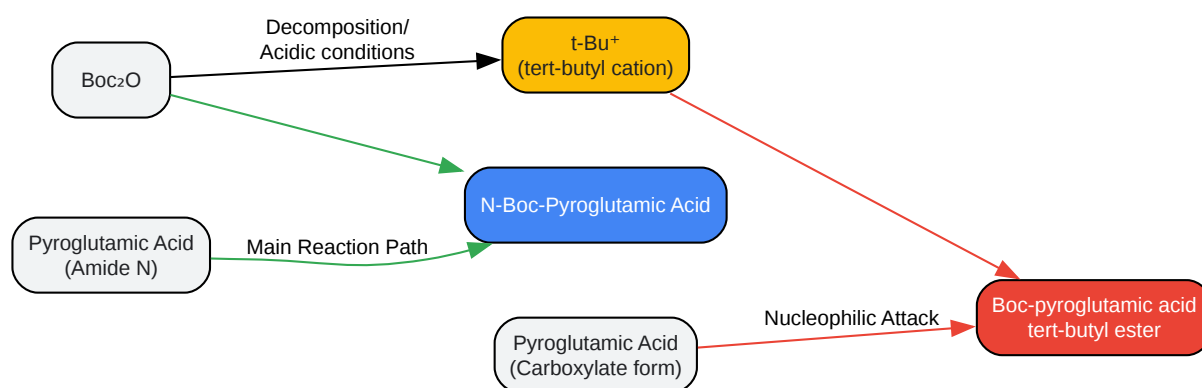 Decomposition/
Acidic conditions
t-Bu⁺
(tert-butyl cation)
Boc₂O
N-Boc-Pyroglutamic Acid
Pyroglutamic Acid
(Amide N)
Main Reaction Path
Boc-pyroglutamic acid
tert-butyl ester
Nucleophilic Attack
Pyroglutamic Acid
(Carboxylate form)